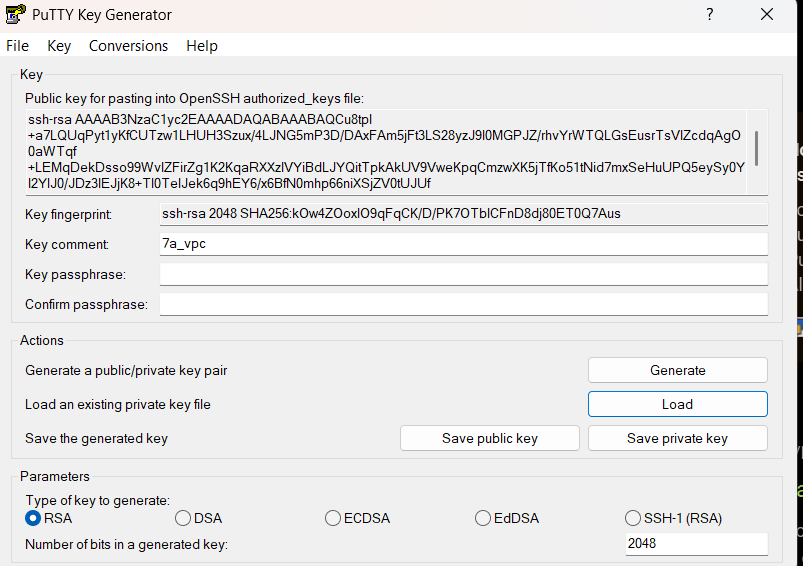 PuTTY Key Generator
?
File Key Conversions Help
Key
Public key for pasting into OpenSSH authorized_keys file:
ssh-rsa AAAAB3NzaC1yc2EAAAADAQABAAABAQCu8tpl
+a7LQUqPyt1yKfCUTzw1LHUH3Szux/4LJNG5mP3D/DAxFAm5jFt3LS28yzJ9l0MGPJZ/rhvYrWTQLGsEusrTsVlZcdqAgO
0aWTqf
+LEMqDekDsso99WvlZFirZg1K2KqaRXXzlVYiBdLJYQitTpkAkUV9VweKpqCmzwXK5jTfKo51tNid7mxSeHuUPQ5eySy0Y
I2YlJ0/JDz3lEJjK8+Tl0TeIJek6q9hEY6/x6BfN0mhp66niXSjZV0tUJUf
Key fingerprint: ssh-rsa 2048 SHA256:kOw4ZOoxlO9qFqCK/D/PK7OTblCFnD8dj80ET0Q7Aus
Key comment: 7a_vpc
Key passphrase:
Confirm passphrase:
Actions
Generate a public/private key pair Generate
Load an existing private key file Load
Save the generated key Save public key Save private key
Parameters
Type of key to generate:
RSA DSA ECDSA EdDSA SSH-1 (RSA)
Number of bits in a generated key: 2048